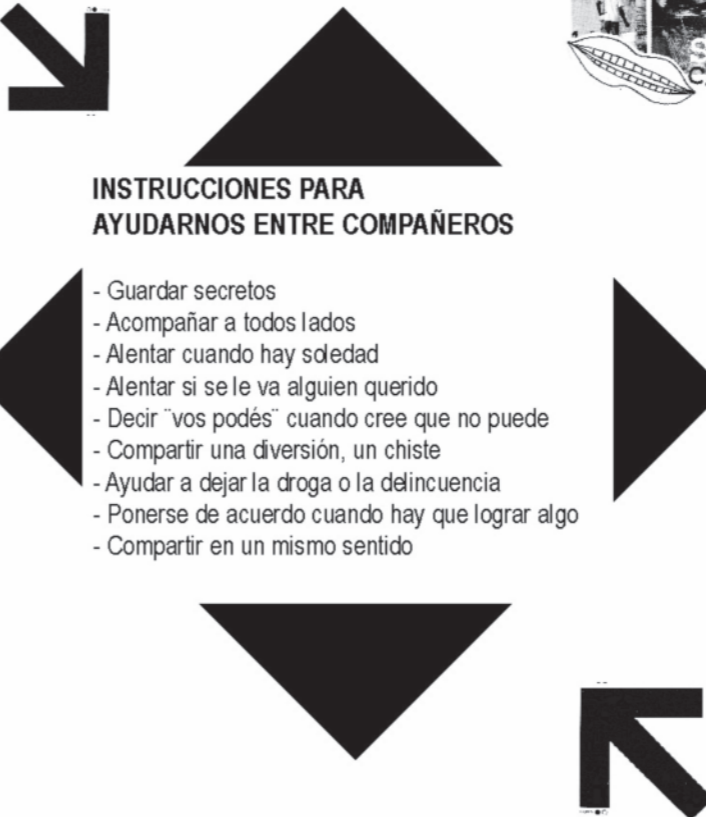 INSTRUCCIONES PARA
AYUDARNOS ENTRE COMPAÑEROS
- Guardar secretos
- Acompañar a todos lados
- Alentar cuando hay soledad
- Alentar si se le va alguien querido
- Decir ¨vos podés¨ cuando cree que no puede
- Compartir una diversión, un chiste
- Ayudar a dejar la droga o la delincuencia
- Ponerse de acuerdo cuando hay que lograr algo
- Compartir en un mismo sentido